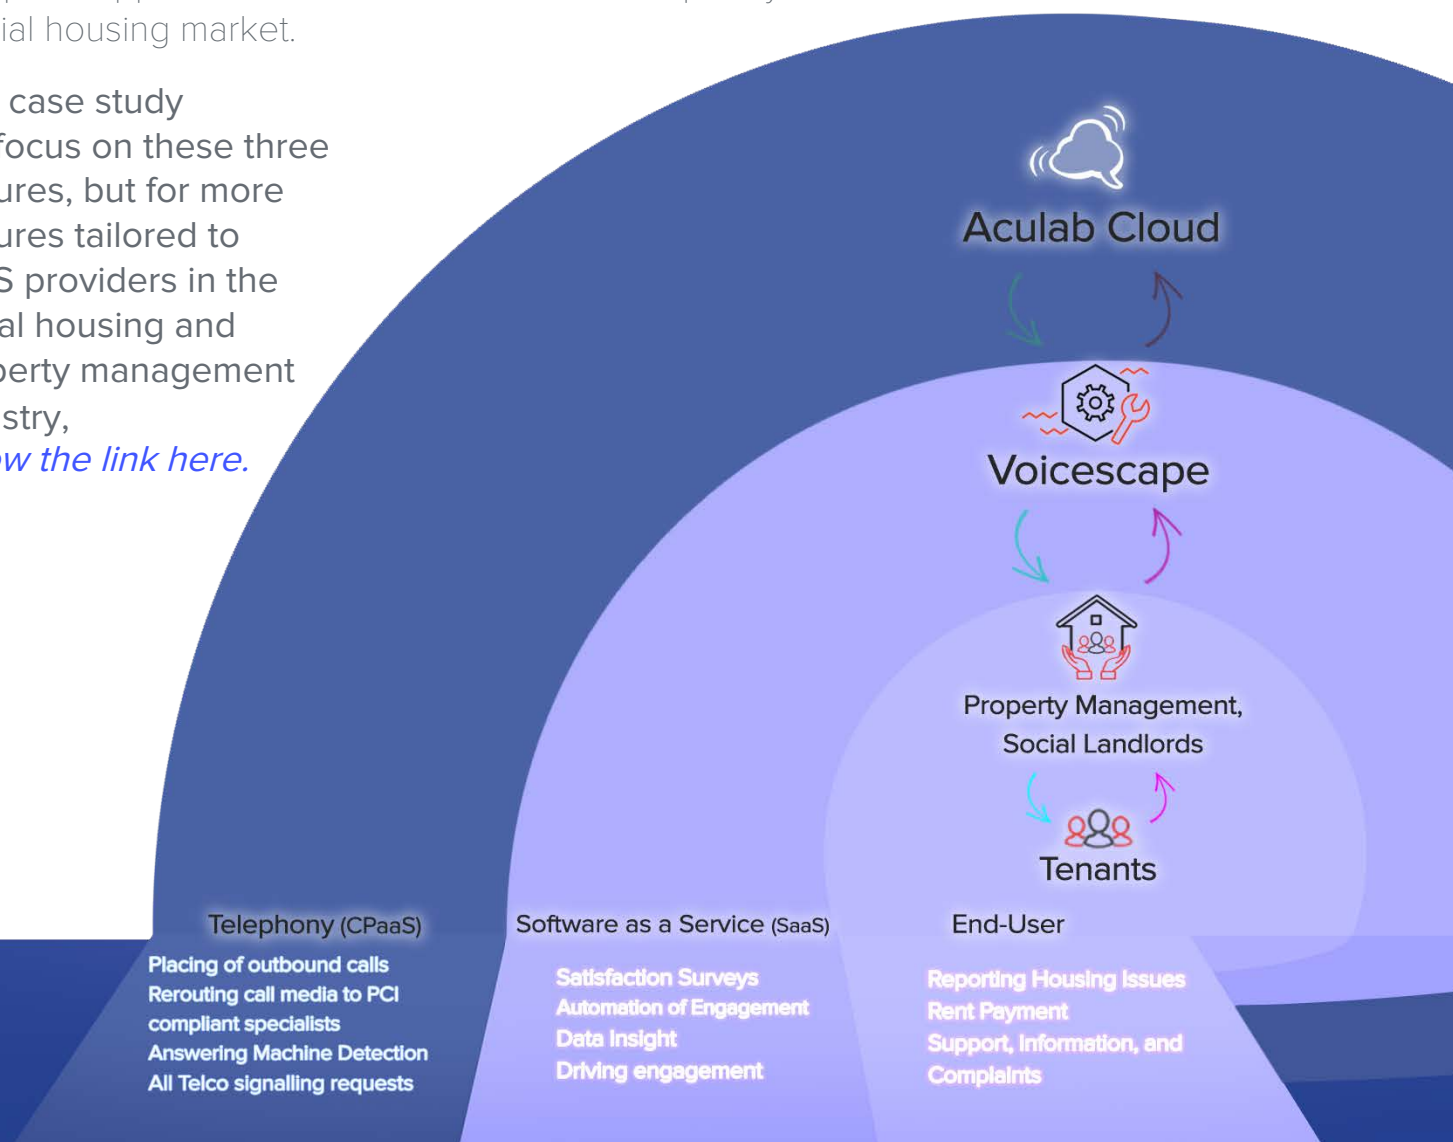 ial housing market.
case study
focus on these three
ures, but for more
ures tailored to
S providers in the
al housing and
perty management
stry,
ow the link here.
Aculab Cloud
Voicescape
Property Management,
Social Landlords
Tenants
Telephony (CPaaS)
Placing of outbound calls
Rerouting call media to PCI
compliant specialists
Answering Machine Detection
All Telco signalling requests
Software as a Service (SaaS)
Satisfaction Surveys
Automation of Engagement
Data Insight
Driving engagement
End-User
Reporting Housing Issues
Rent Payment
Support, Information, and
Complaints